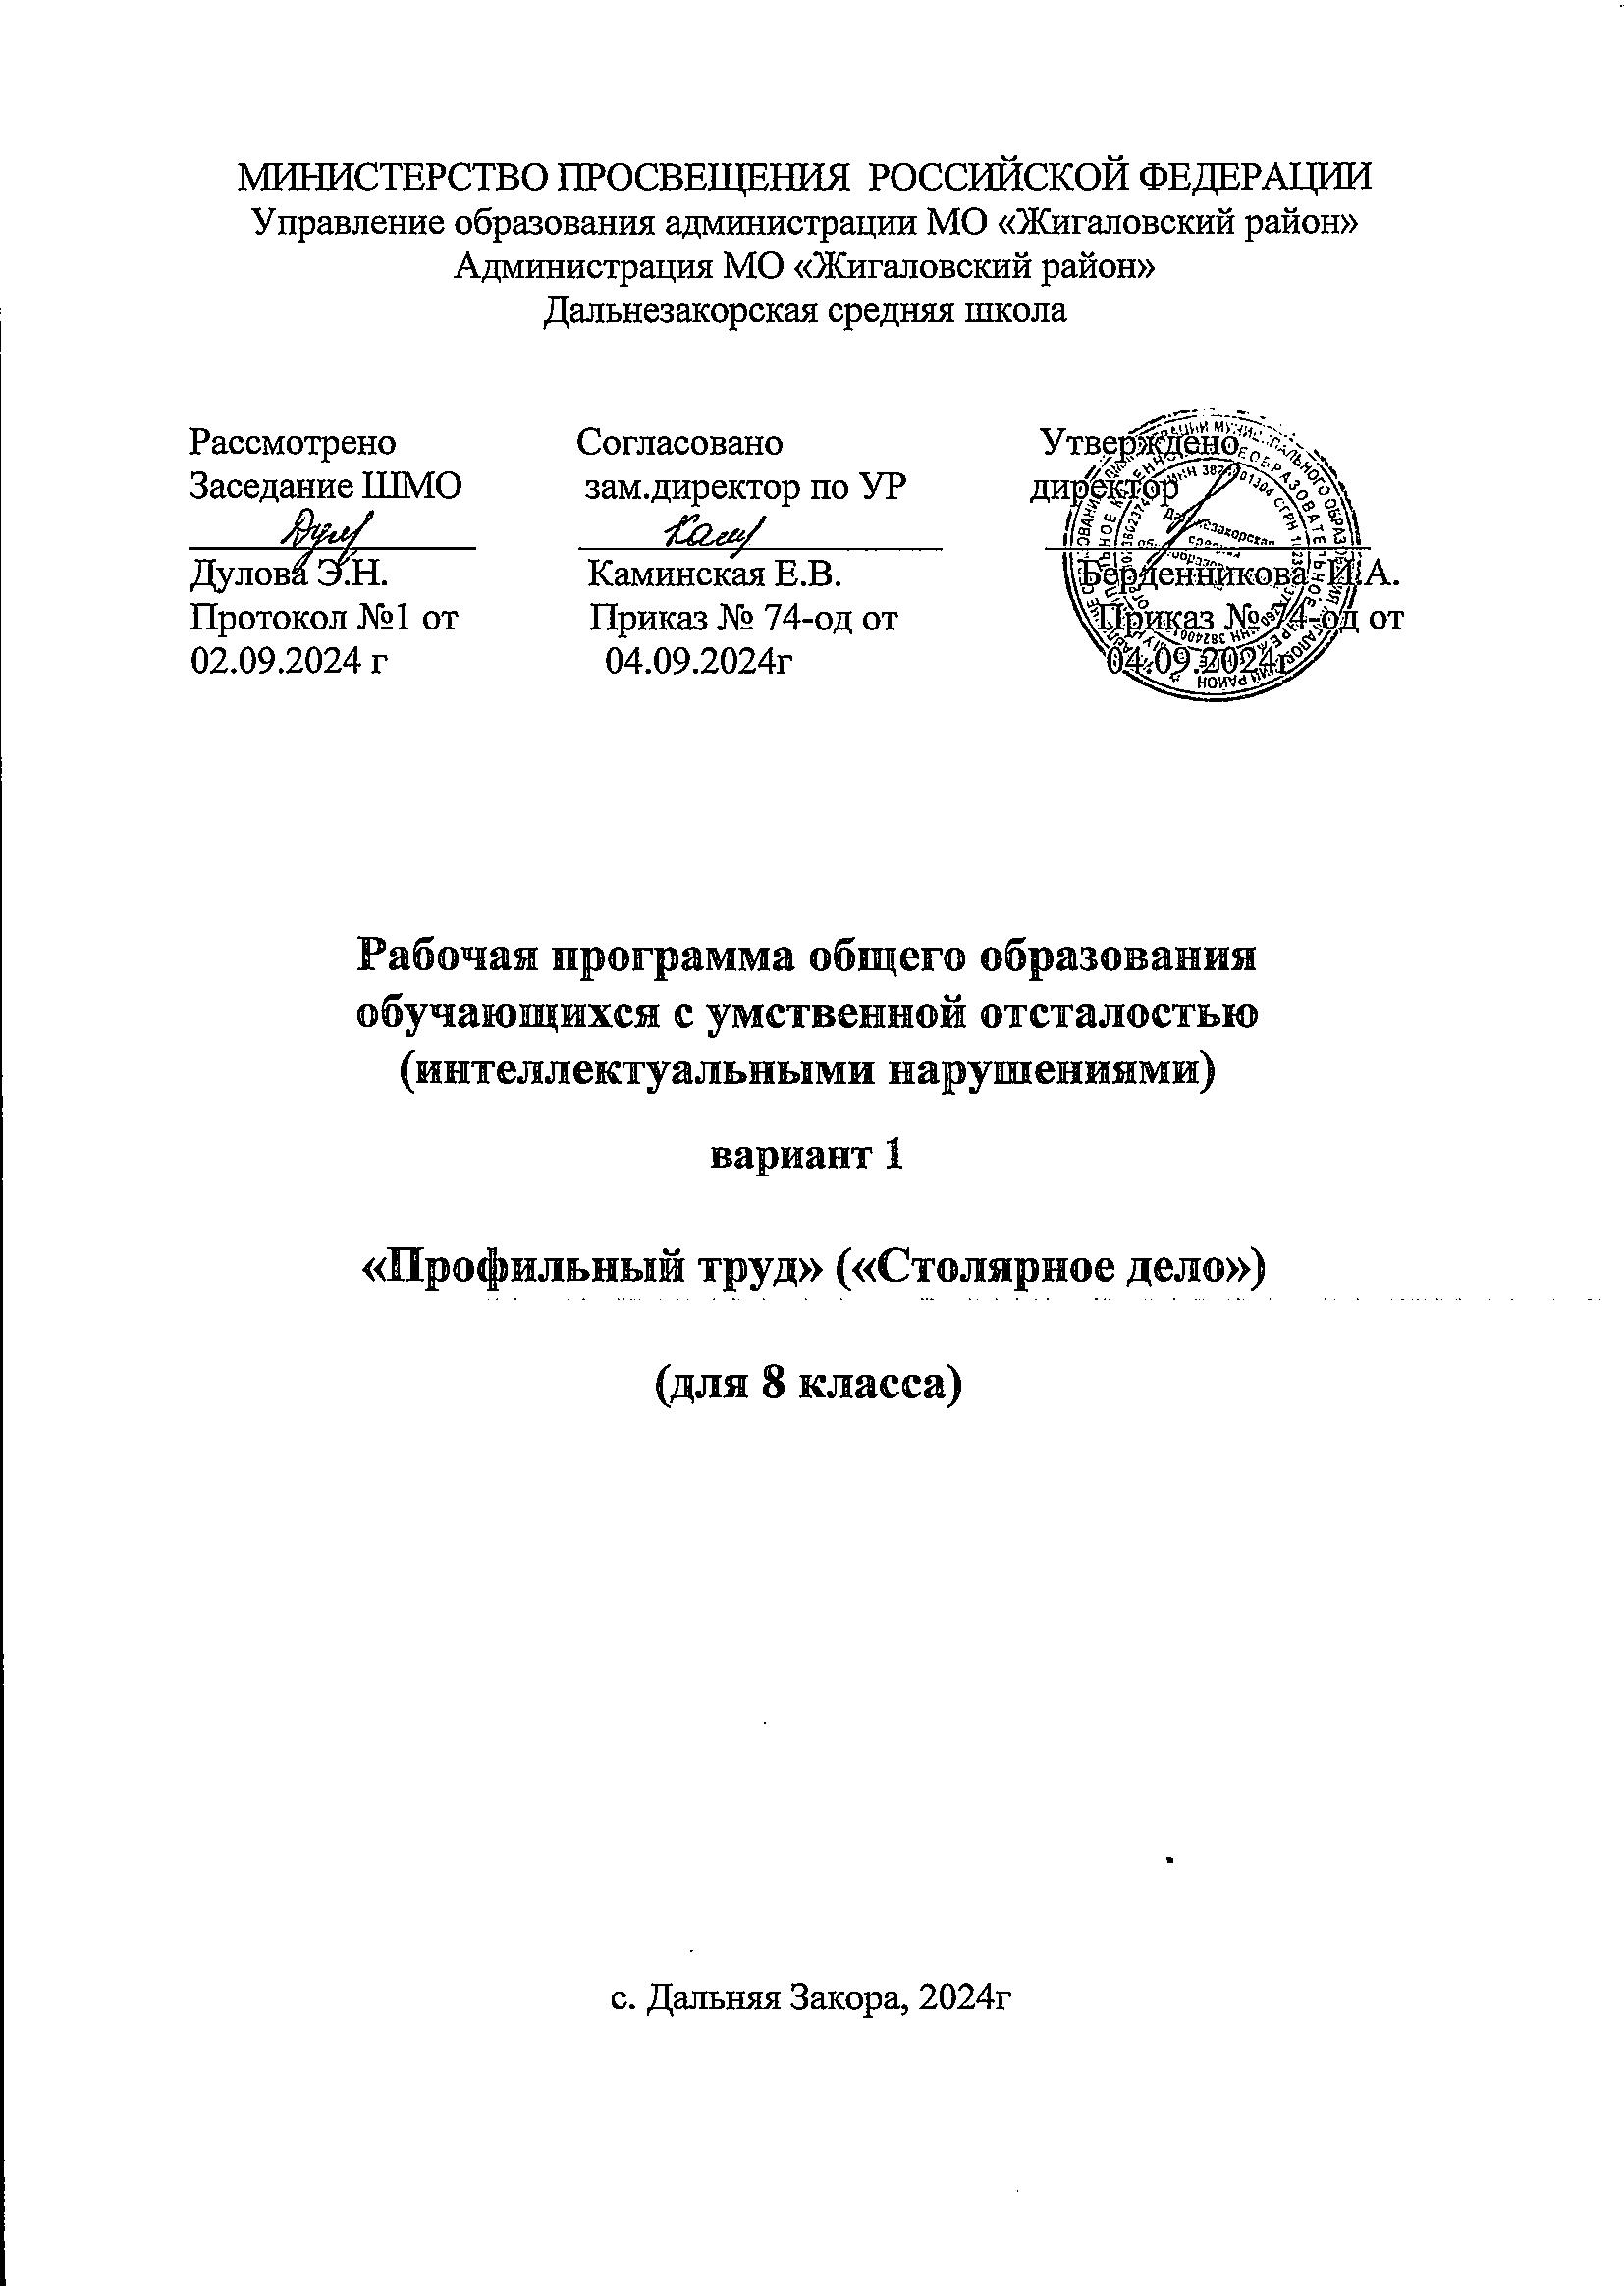 МИНИСТЕРСТВО ПРОСВЕЩЕНИЯ РОССИЙСКОЙ ФЕДЕРАЦИИ
Управление образования администрации МО «Жигаловский район»
Администрация МО «Жигаловский район»
Дальнезакорская средняя школа
Рассмотрено Согласовано Утверждено
Заседание ШМО зам.директор по УР директор
Дулова Э.Н. Каминская Е.В. Берденникова И.А.
Протокол №1 от Приказ № 74-од от Приказ № 74-од от
02.09.2024 г 04.09.2024г 04.09.2024г
Рабочая программа общего образования
обучающихся с умственной отсталостью
(интеллектуальными нарушениями)
вариант 1
«Профильный труд» («Столярное дело»)
(для 8 класса)
с. Дальняя Закора, 2024г